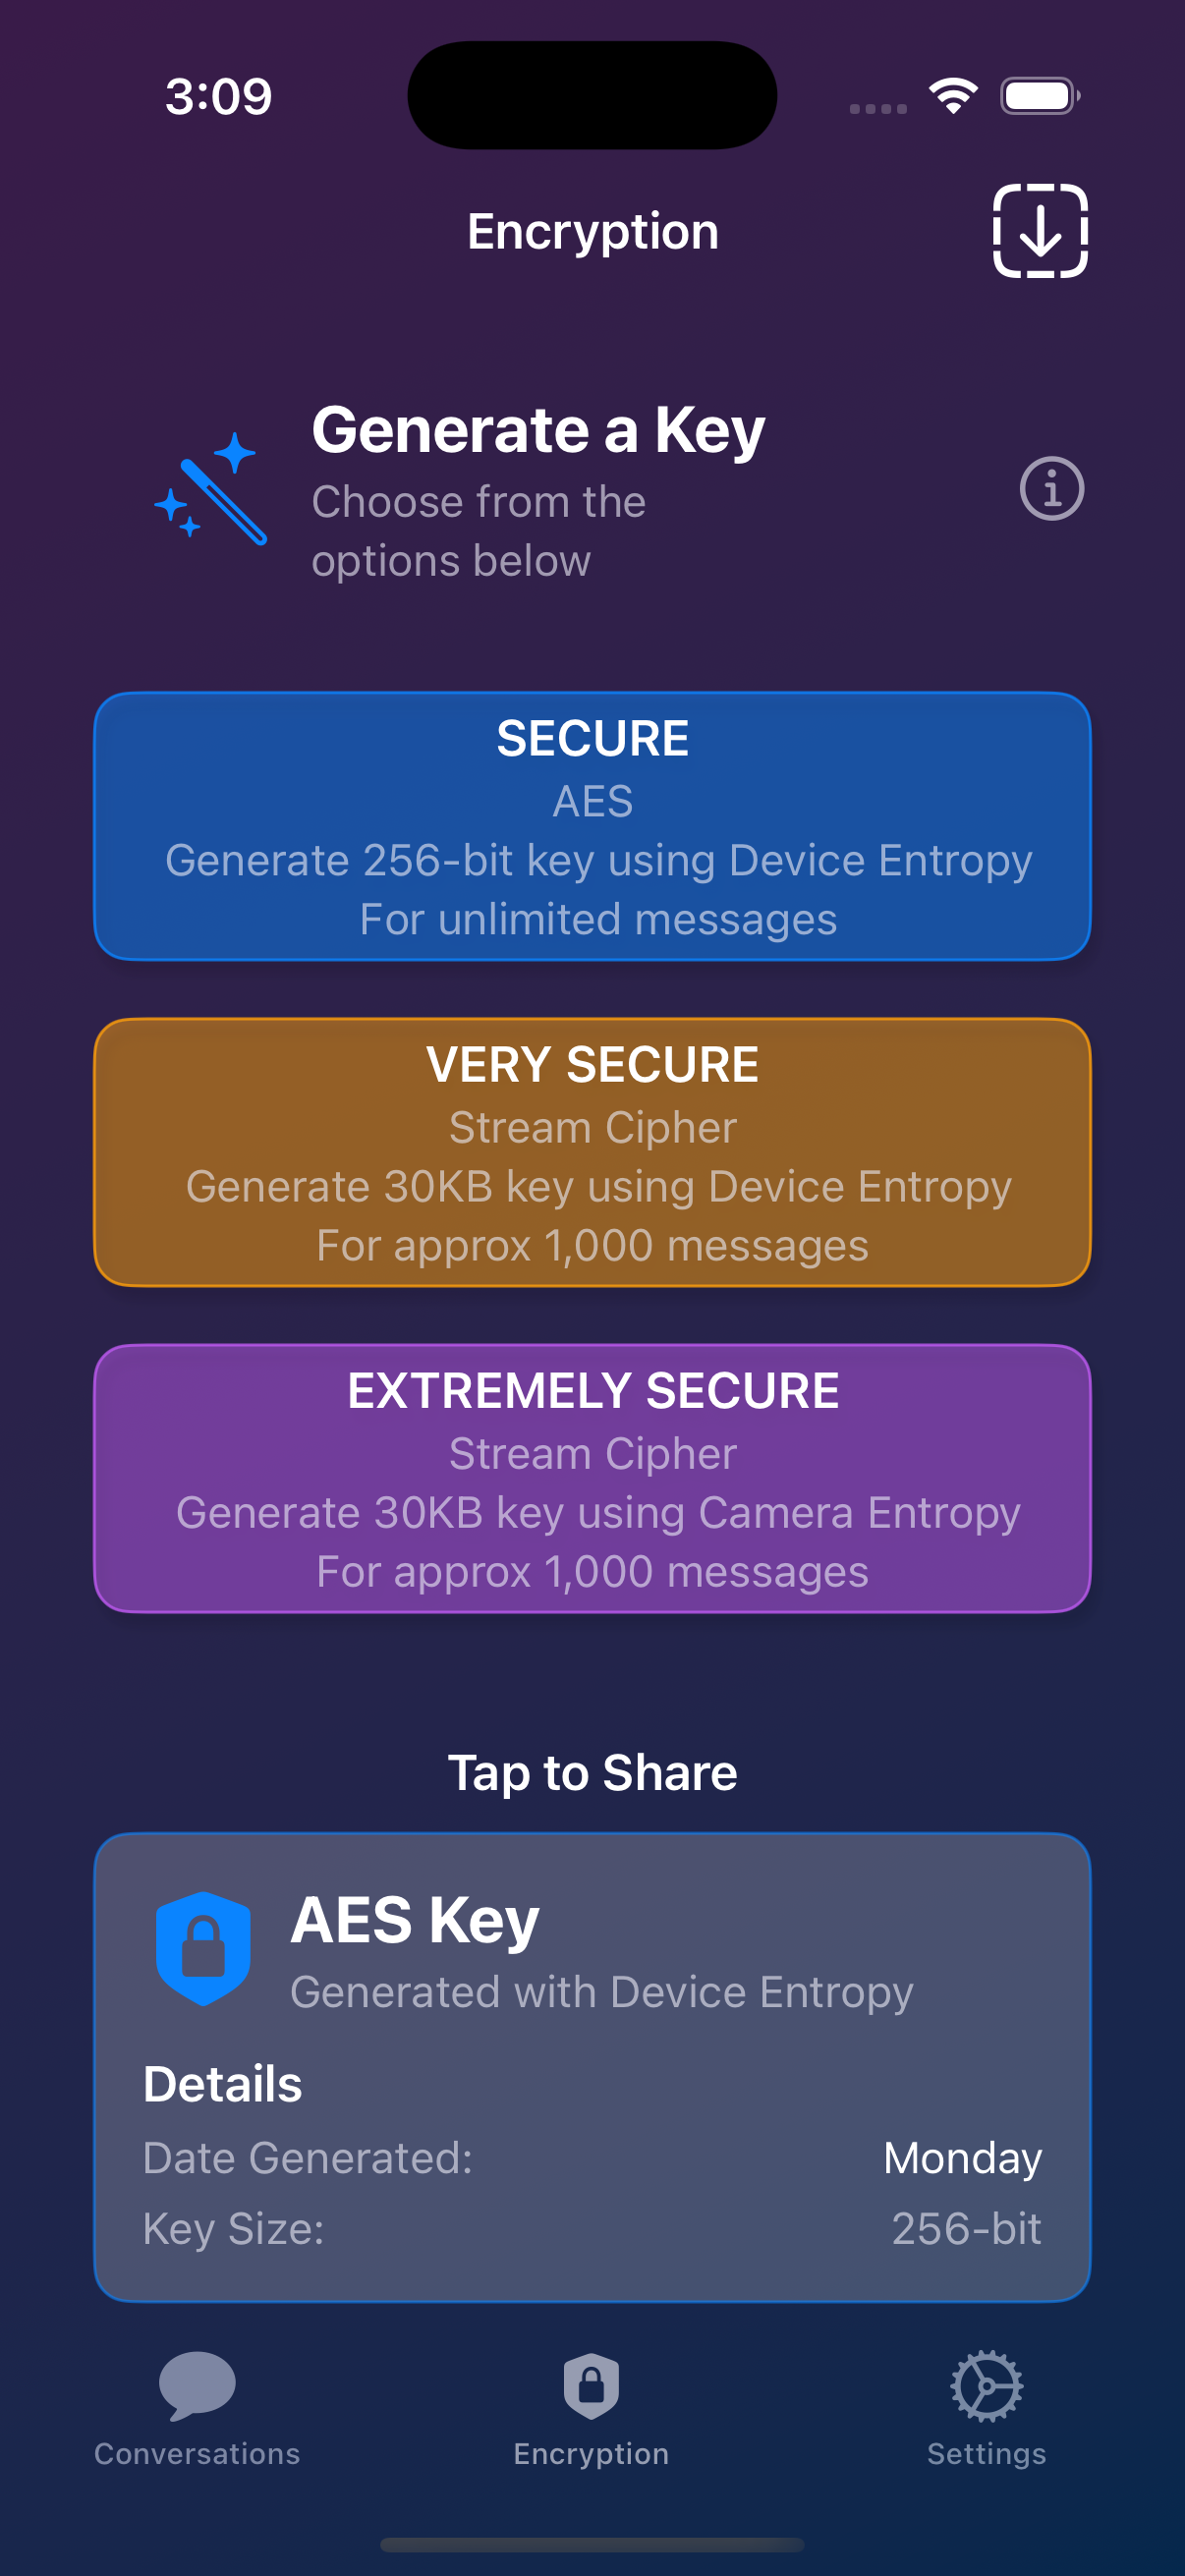 3:09
Encryption
Generate a Key
Choose from the
options below
SECURE
AES
Generate 256-bit key using Device Entropy
For unlimited messages
VERY SECURE
Stream Cipher
Generate 30KB key using Device Entropy
For approx 1,000 messages
EXTREMELY SECURE
Stream Cipher
Generate 30KB key using Camera Entropy
For approx 1,000 messages
Tap to Share
AES Key
Generated with Device Entropy
Details
Date Generated: Monday
Key Size: 256-bit
Conversations Encryption Settings